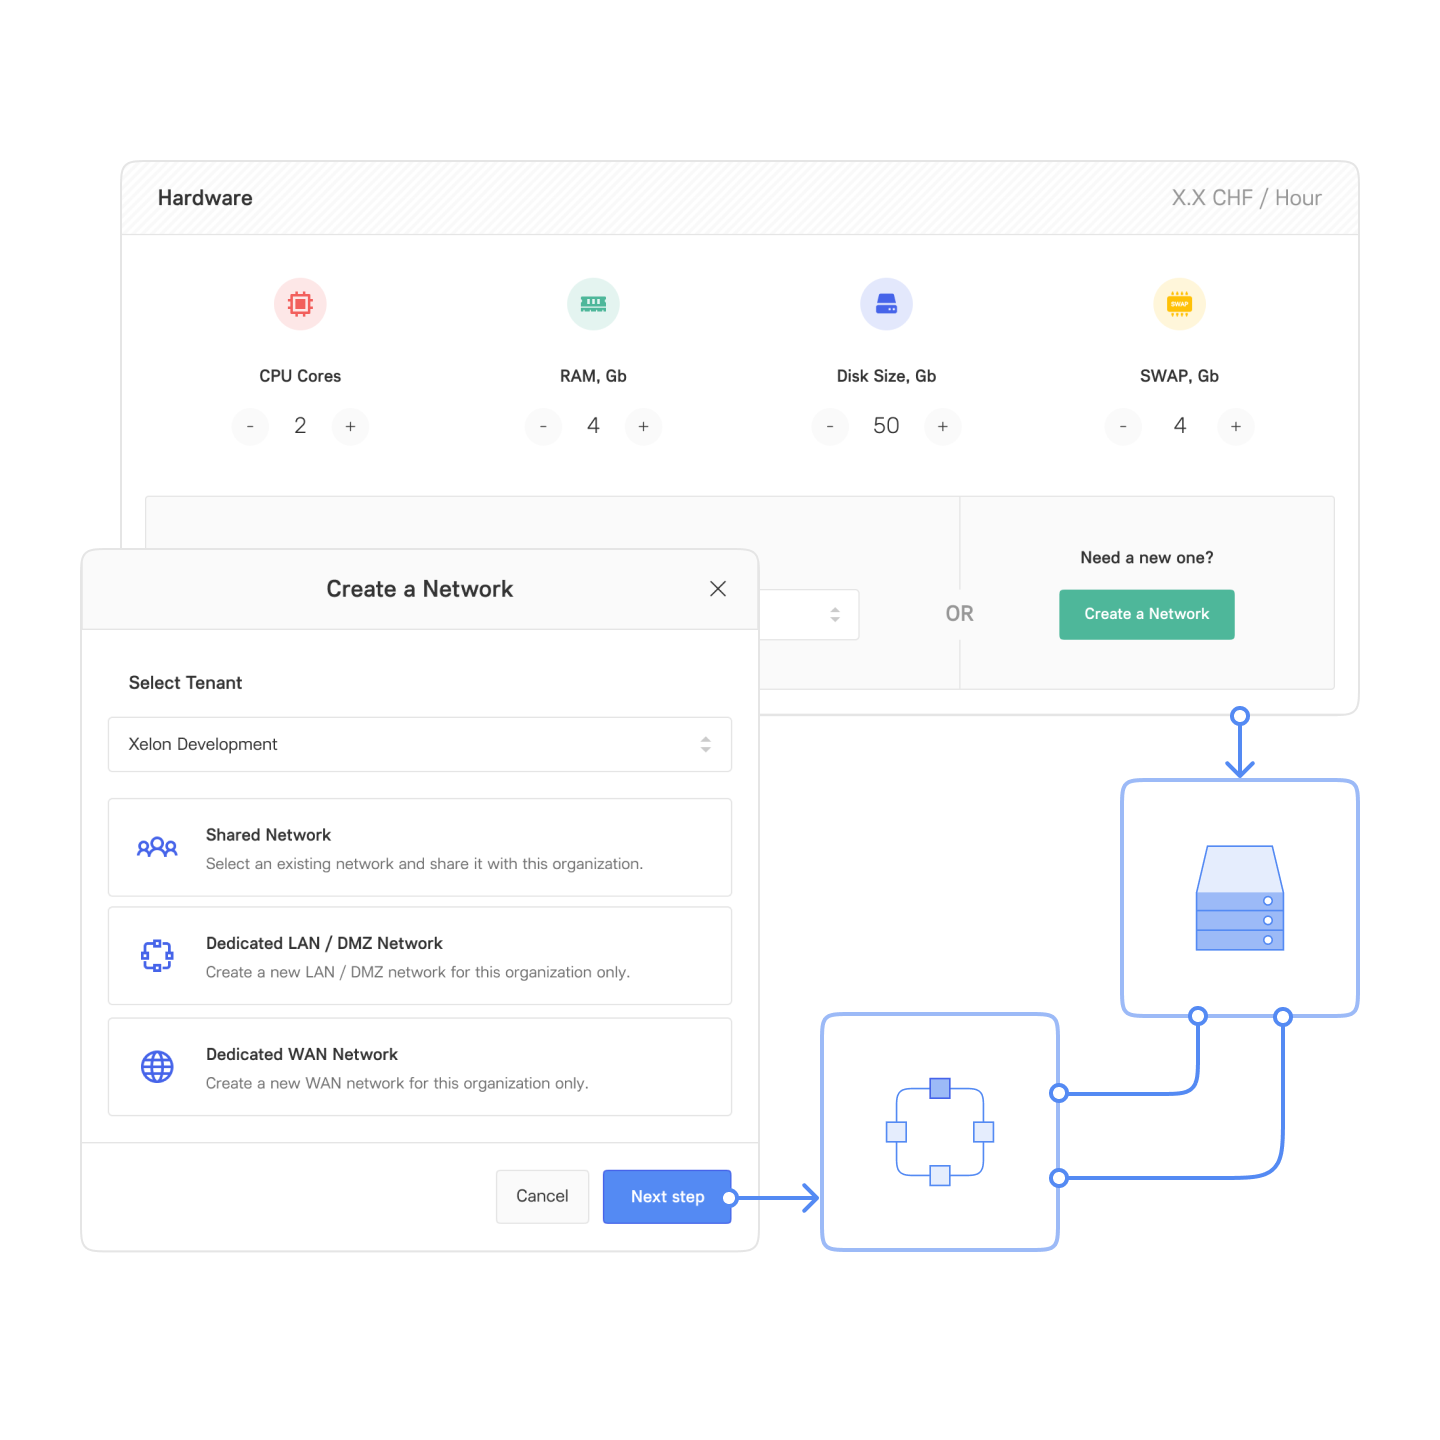 Hardware
X.X CHF / Hour
CPU Cores
RAM, Gb
Disk Size, Gb
SWAP, Gb
- 2 +
- 4 +
- 50 +
- 4 +
SWAP
Need a new one?
OR
Create a Network
Create a Network
Select Tenant
Xelon Development
Shared Network
Select an existing network and share it with this organization.
Dedicated LAN / DMZ Network
Create a new LAN / DMZ network for this organization only.
Dedicated WAN Network
Create a new WAN network for this organization only.
Cancel
Next step